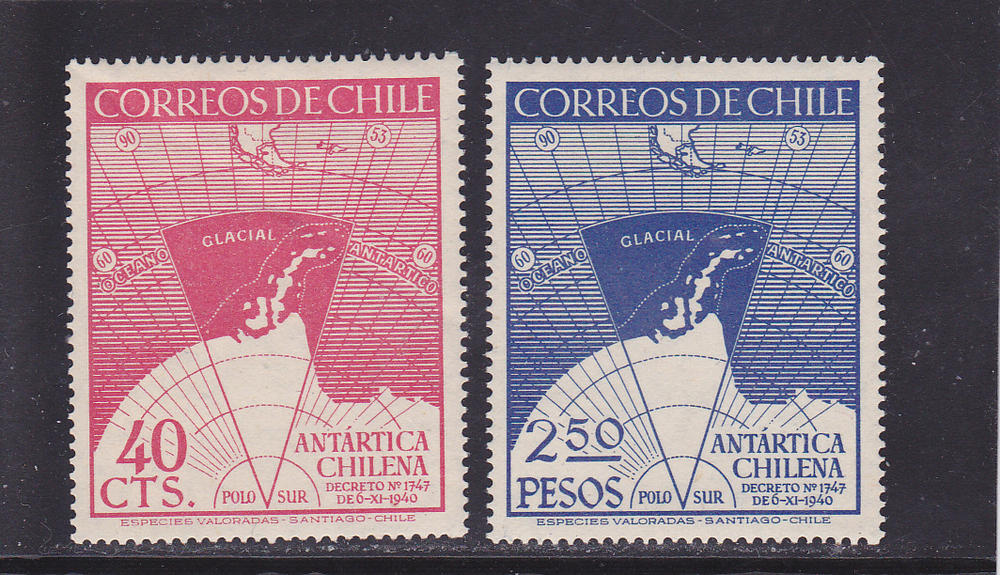 CORREOS DE CHILE
90
53
GLACIAL
60
60
OCEANO
ANTARTICO
40
CTS.
ANTÁRTICA
CHILENA
DECRETO Nº 1747
DE 6-XI-1940
POLO SUR
ESPECIES VALORADAS - SANTIAGO - CHILE
CORREOS DE CHILE
90
53
GLACIAL
60
60
OCEANO
ANTARTICO
2.50
PESOS
ANTÁRTICA
CHILENA
DECRETO Nº 1747
DE 6-XI-1940
POLO SUR
ESPECIES VALORADAS - SANTIAGO - CHILE